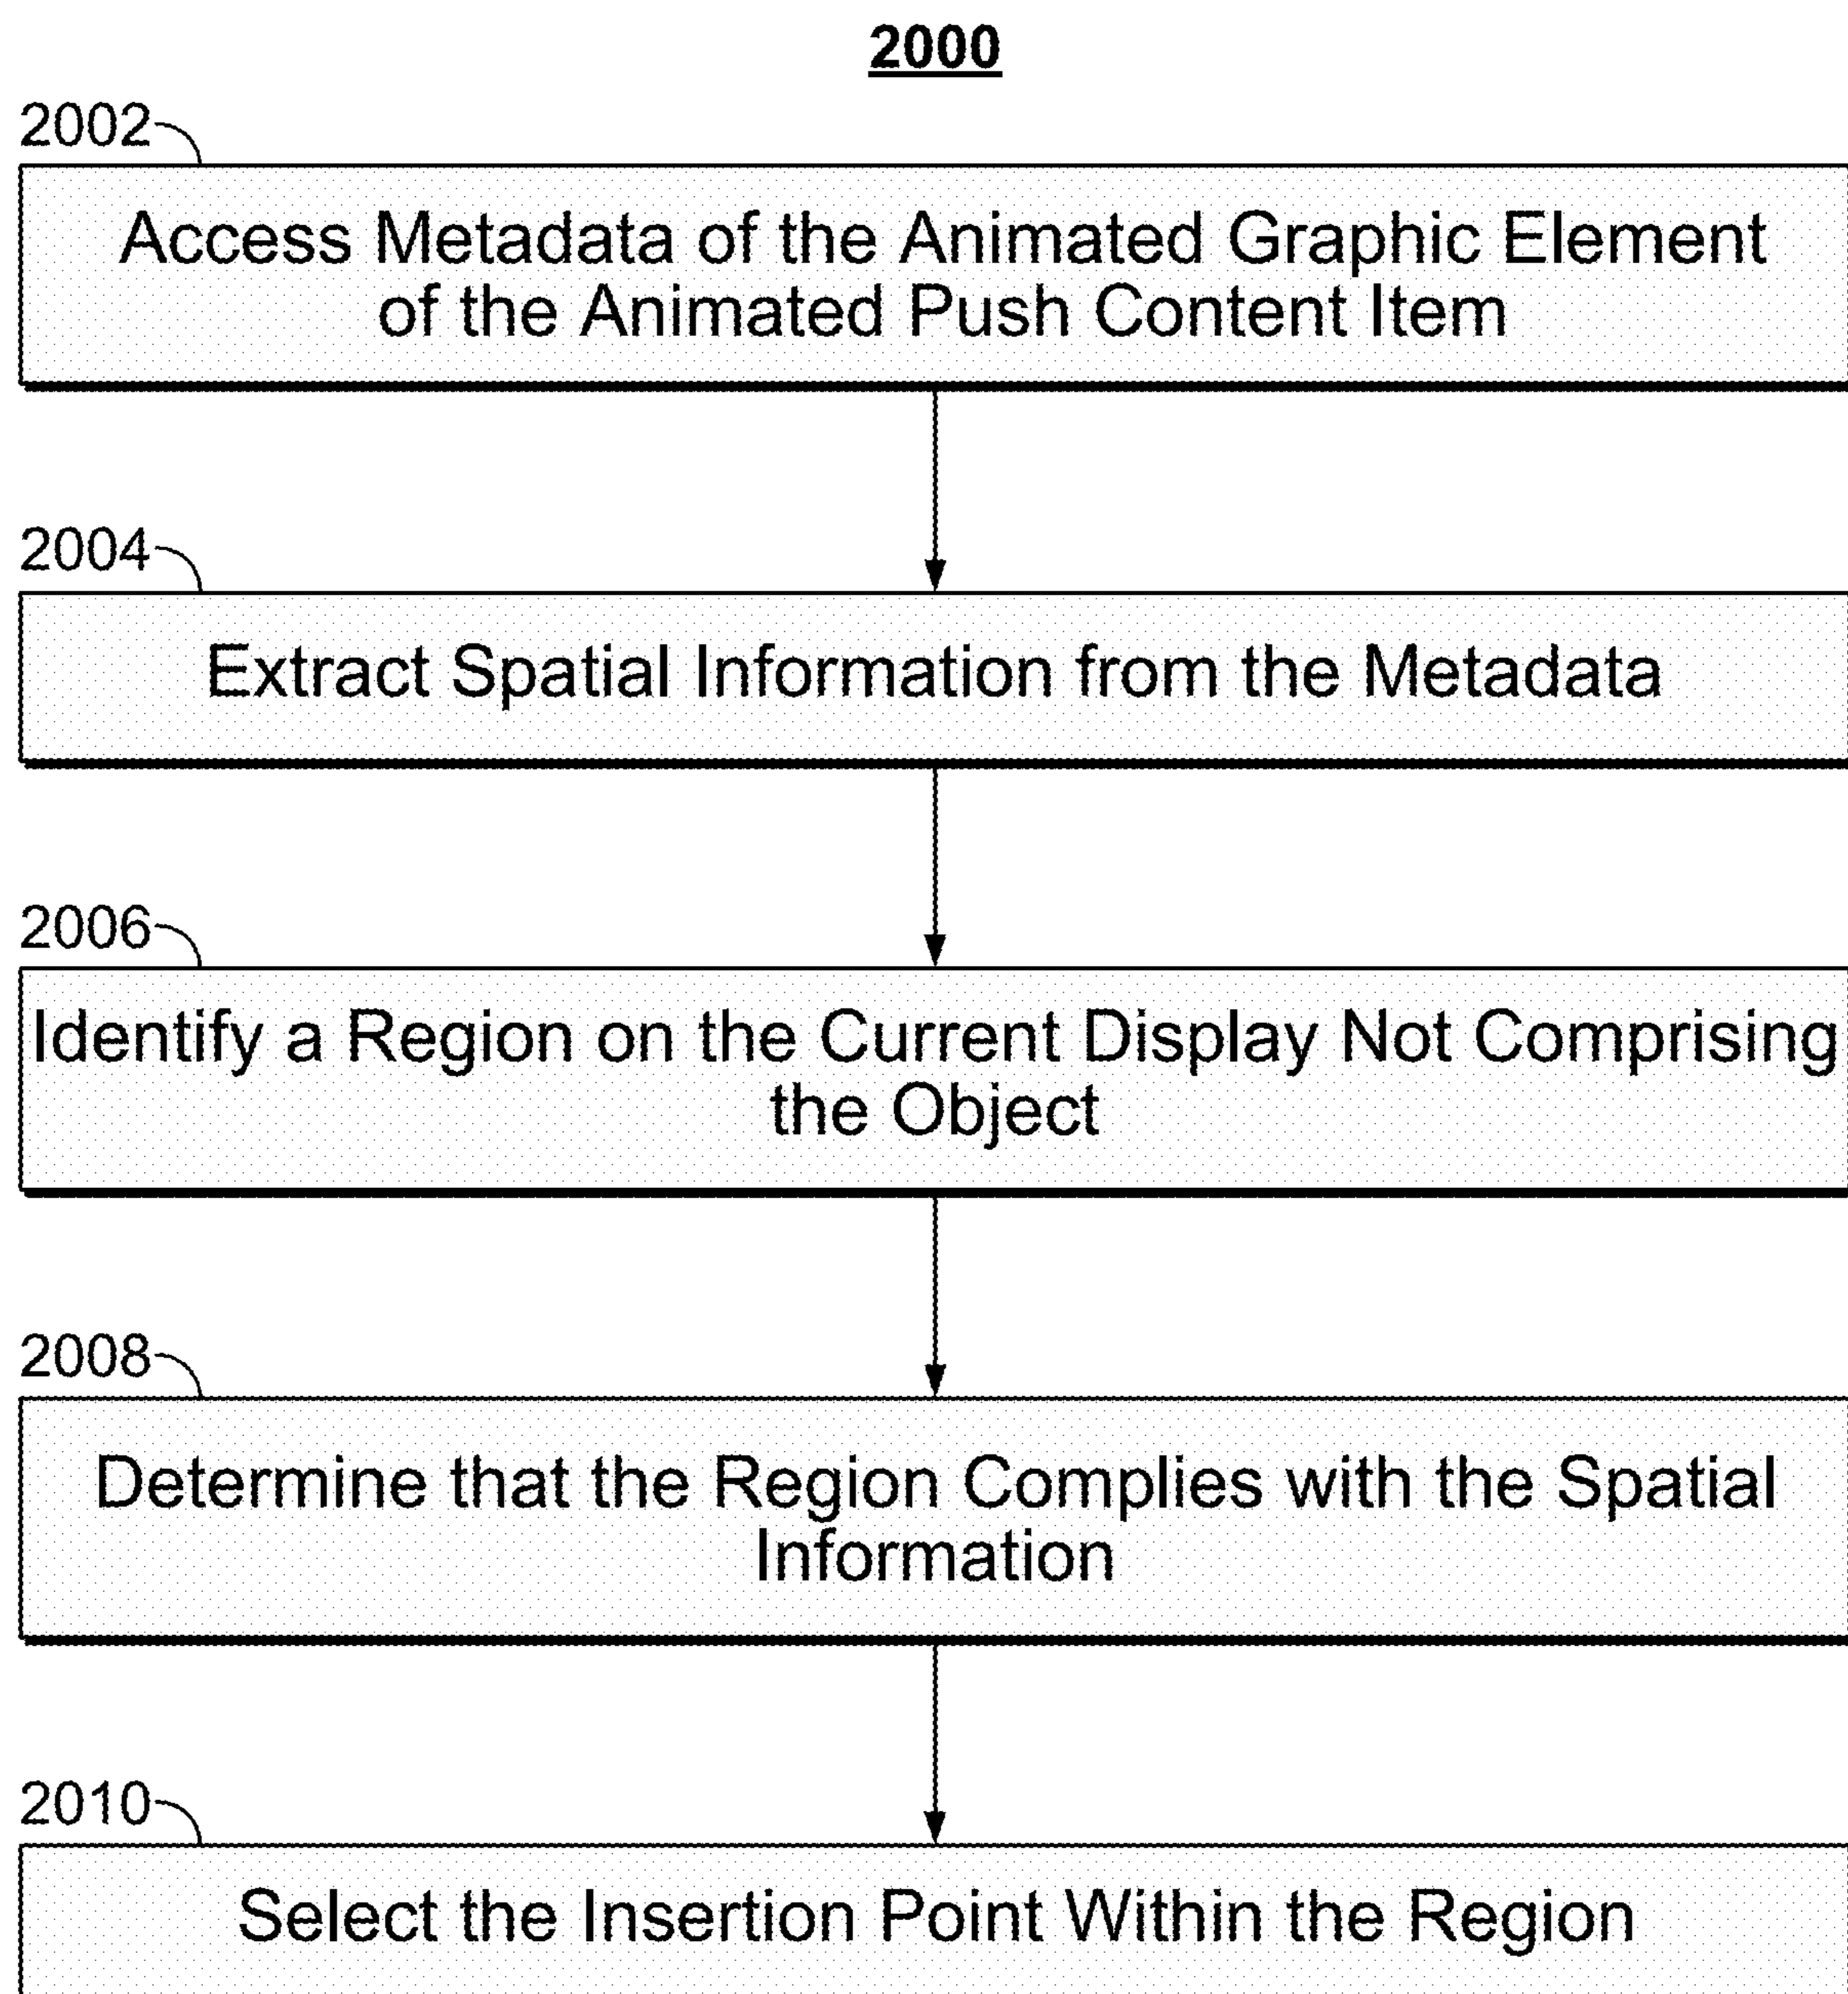 2000
2002
Access Metadata of the Animated Graphic Element
of the Animated Push Content Item
2004
Extract Spatial Information from the Metadata
2006
Identify a Region on the Current Display Not Comprising
the Object
2008
Determine that the Region Complies with the Spatial
Information
2010
Select the Insertion Point Within the Region